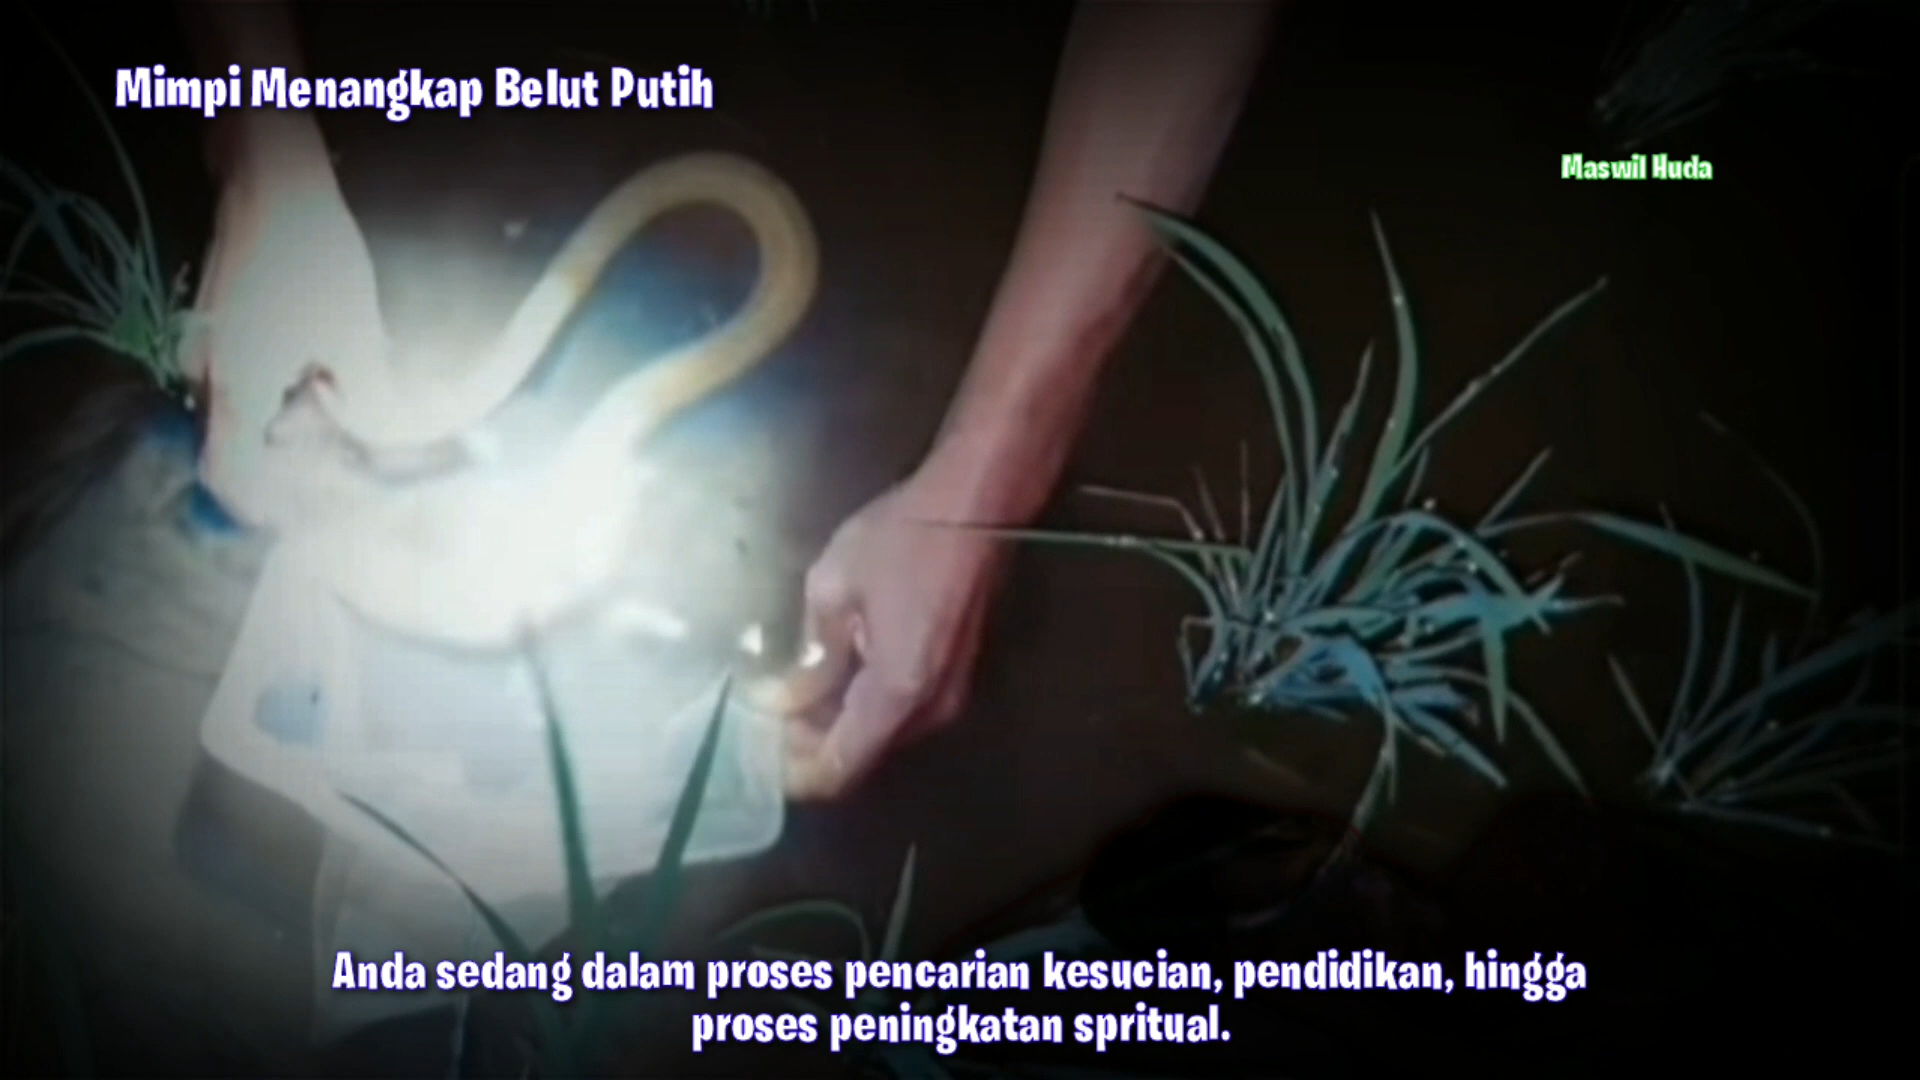 Mimpi Menangkap Belut Putih
Maswil Huda
Anda sedang dalam proses pencarian kesucian, pendidikan, hingga
proses peningkatan spritual.